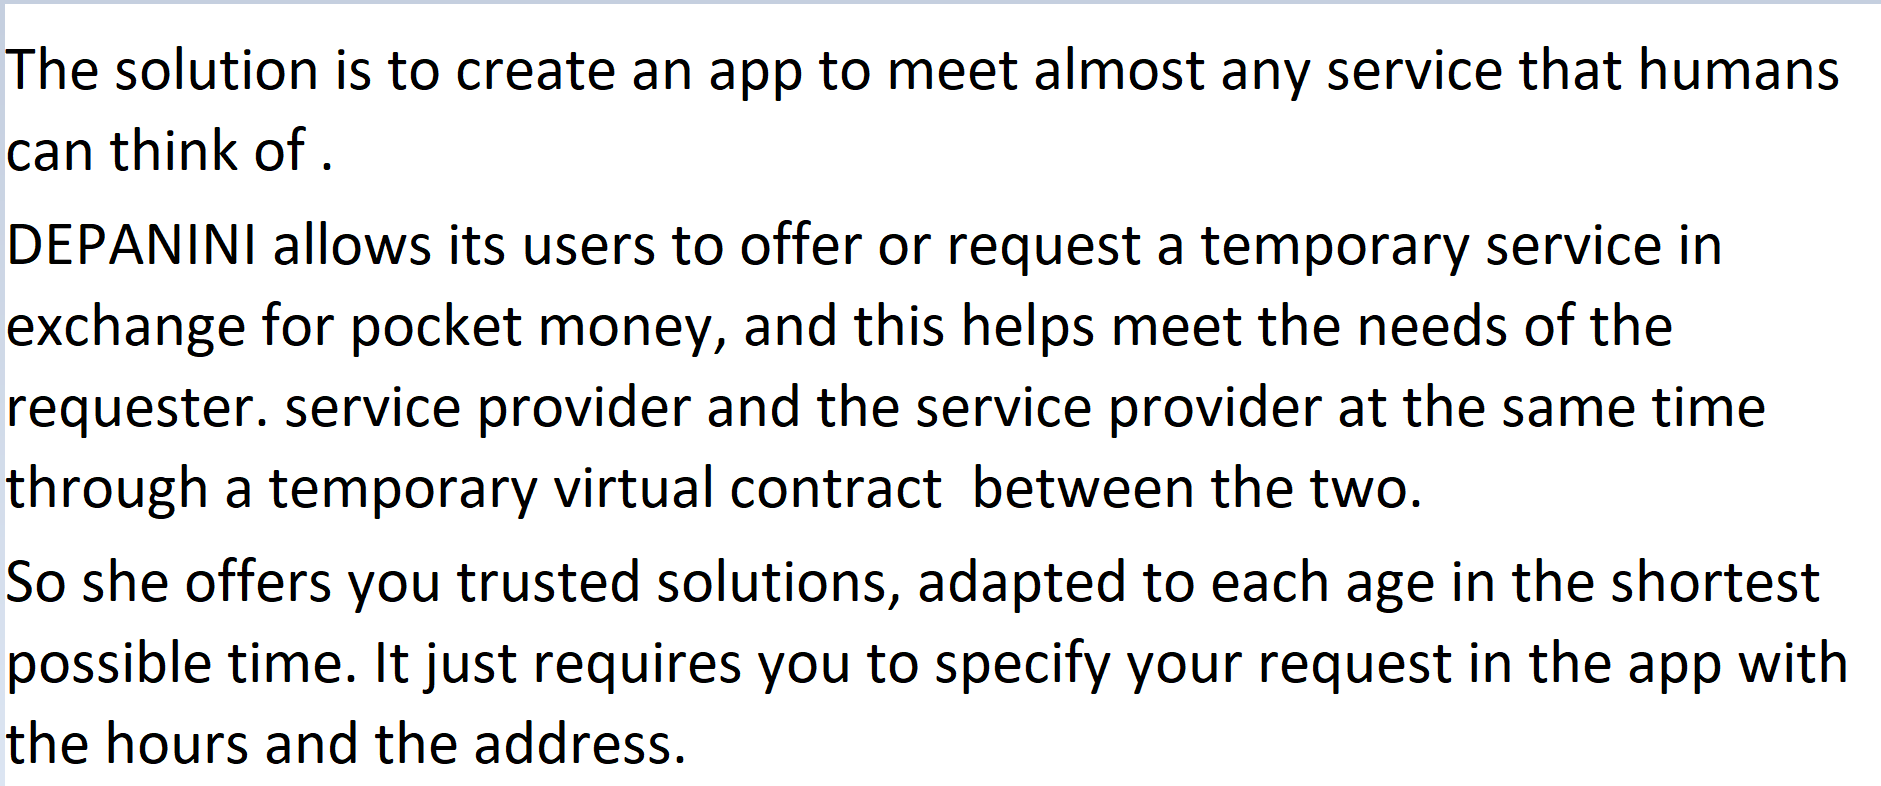 The solution is to create an app to meet almost any service that humans
can think of .
DEPANINI allows its users to offer or request a temporary service in
exchange for pocket money, and this helps meet the needs of the
requester. service provider and the service provider at the same time
through a temporary virtual contract  between the two.
So she offers you trusted solutions, adapted to each age in the shortest
possible time. It just requires you to specify your request in the app with
the hours and the address.